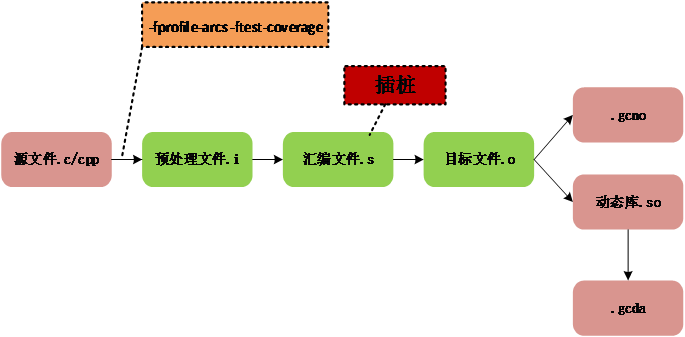 -fprofile-arcs -ftest-coverage
插桩
源文件.c/cpp
预处理文件.i
汇编文件.s
目标文件.o
.gcno
动态库.so
.gcda